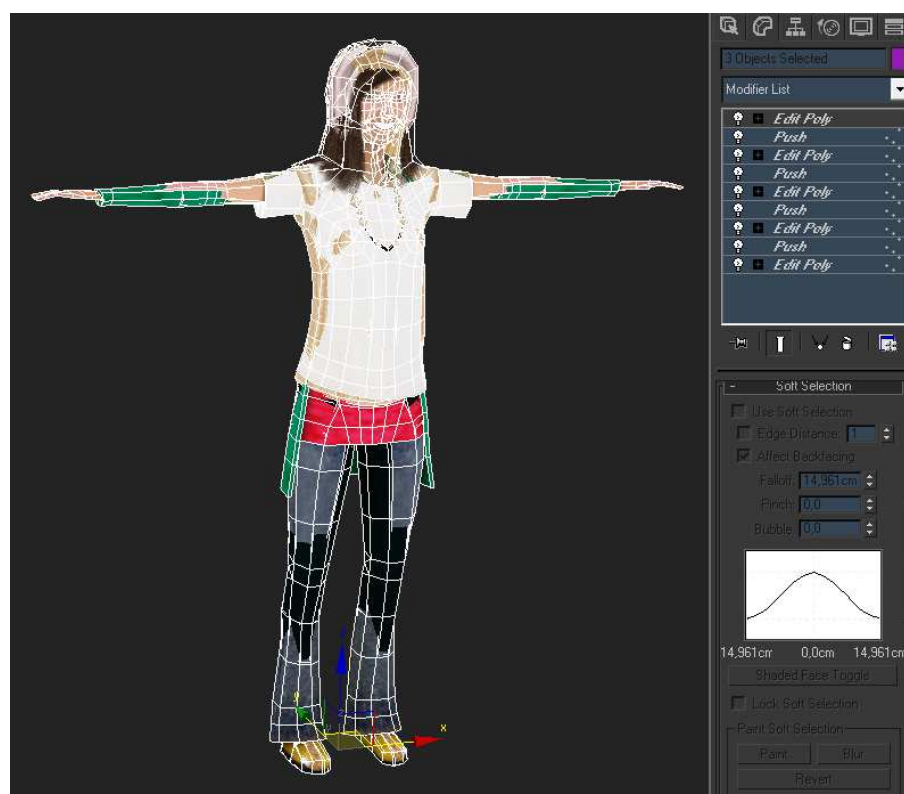 3 Objects Selected
Modifier List
Edit Poly
Push
Edit Poly
Push
Edit Poly
Push
Edit Poly
Push
Edit Poly
- Soft Selection
Use Soft Selection
Edge Distance: 1
Affect Backfacing
Falloff: 14,961cm
Pinch: 0,0
Bubble: 0,0
14,961cm 0,0cm 14,961cm
Shaded Face Toggle
Lock Soft Selection
Paint Soft Selection
Paint Blur
Revert
z
y
x